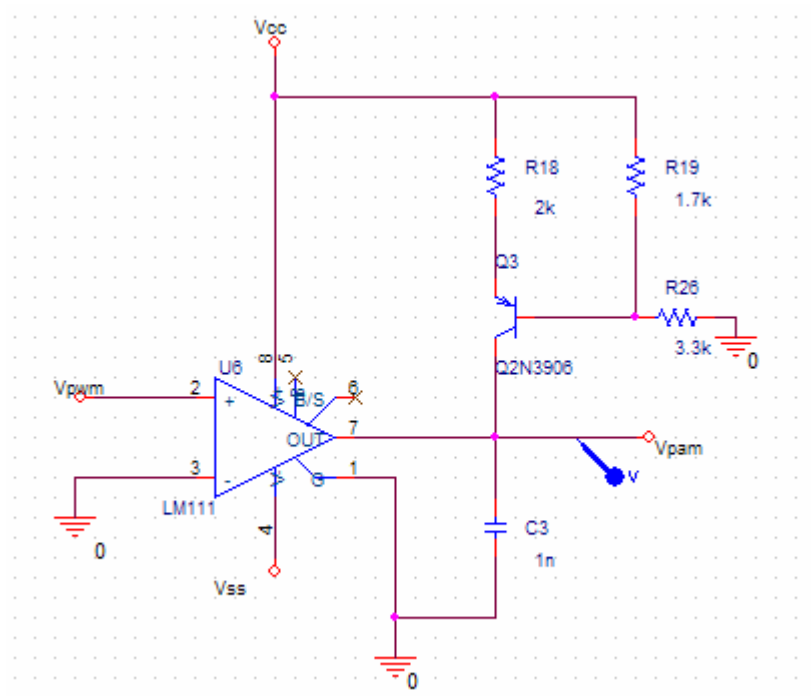 Vcc
R18
2k
R19
1.7k
Q3
R26
3.3k
0
Q2N3906
U6
8
5
Vpwm
2
+
B/S
6
7
OUT
Vpam
V
3
-
1
G
LM111
4
0
C3
1n
Vss
0